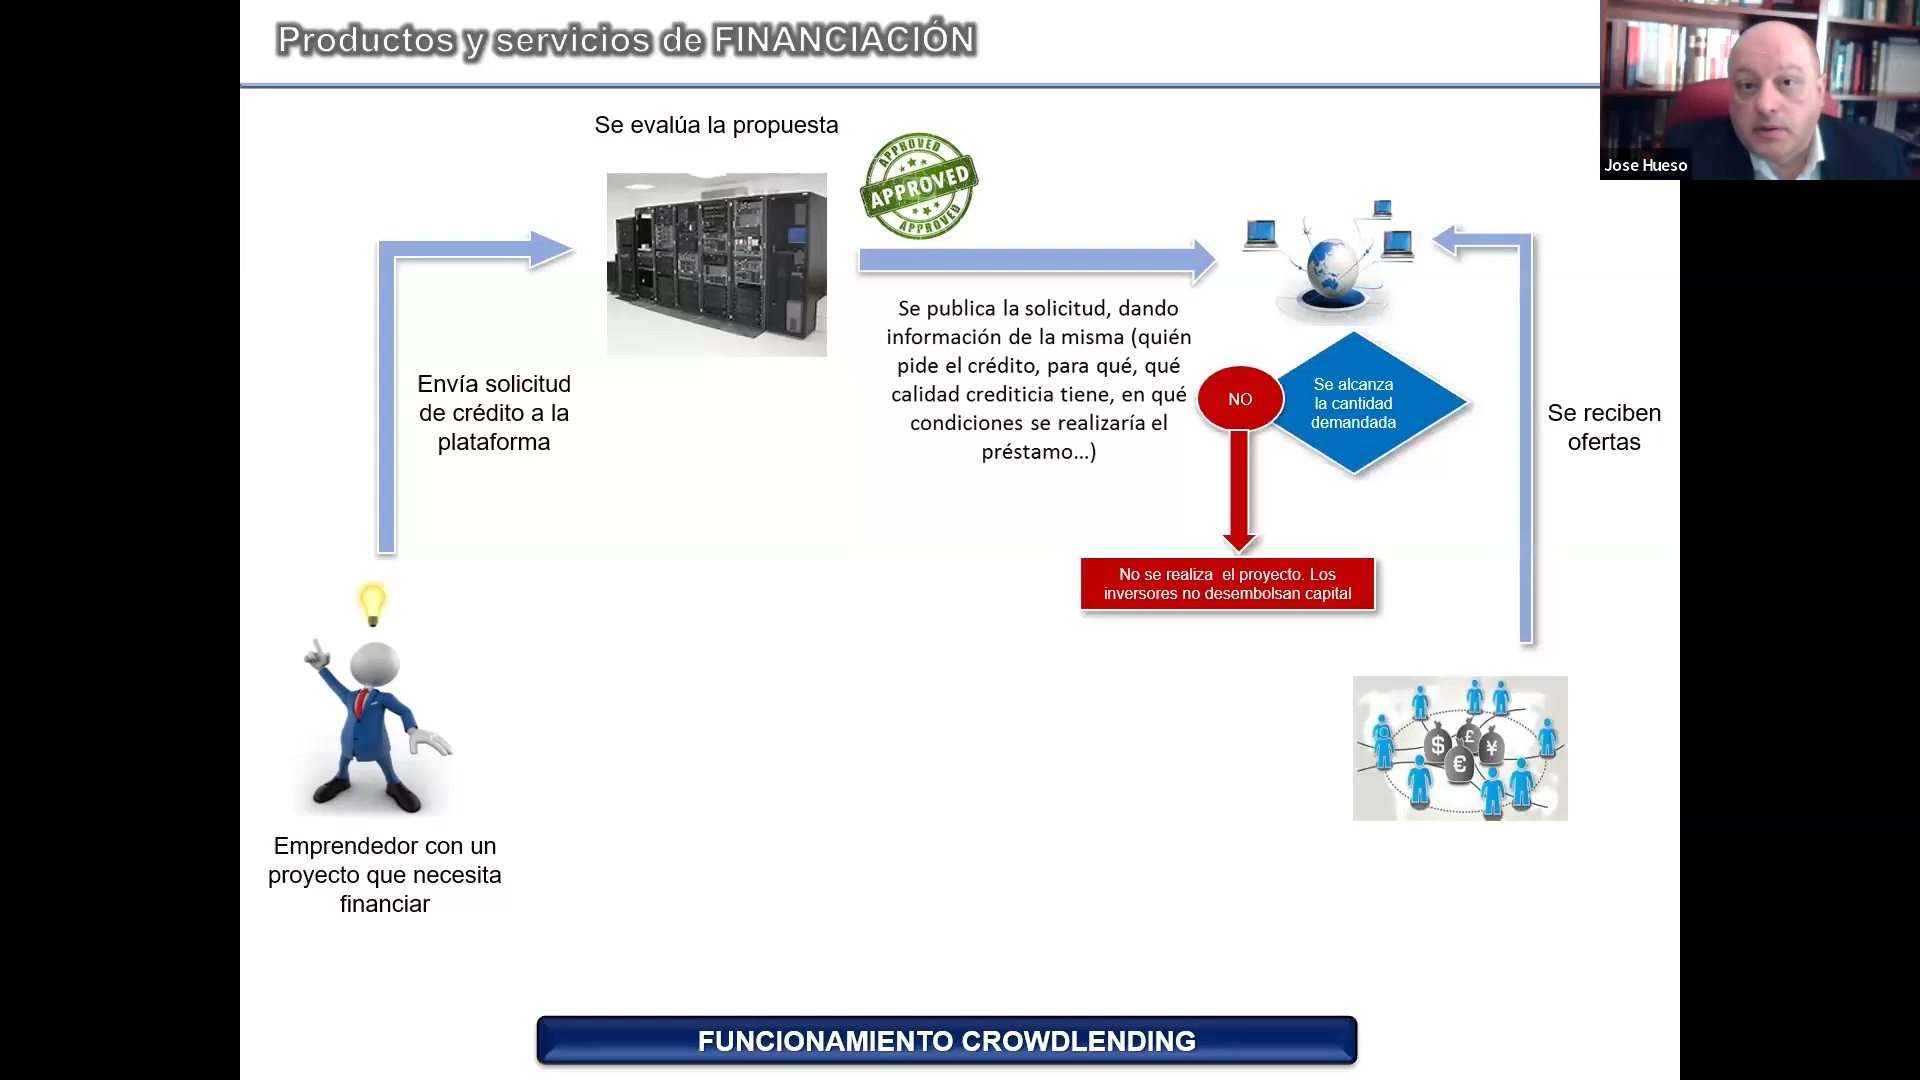 Productos y servicios de FINANCIACIÓN
Jose Hueso
Se evalúa la propuesta
APPROVED
APPROVED
APPROVED
Envía solicitud
de crédito a la
plataforma
Se publica la solicitud, dando
información de la misma (quién
pide el crédito, para qué, qué
calidad crediticia tiene, en qué
condiciones se realizaría el
préstamo...)
NO
Se alcanza
la cantidad
demandada
Se reciben
ofertas
No se realiza el proyecto. Los
inversores no desembolsan capital
$ £ ¥
€
Emprendedor con un
proyecto que necesita
financiar
FUNCIONAMIENTO CROWDLENDING